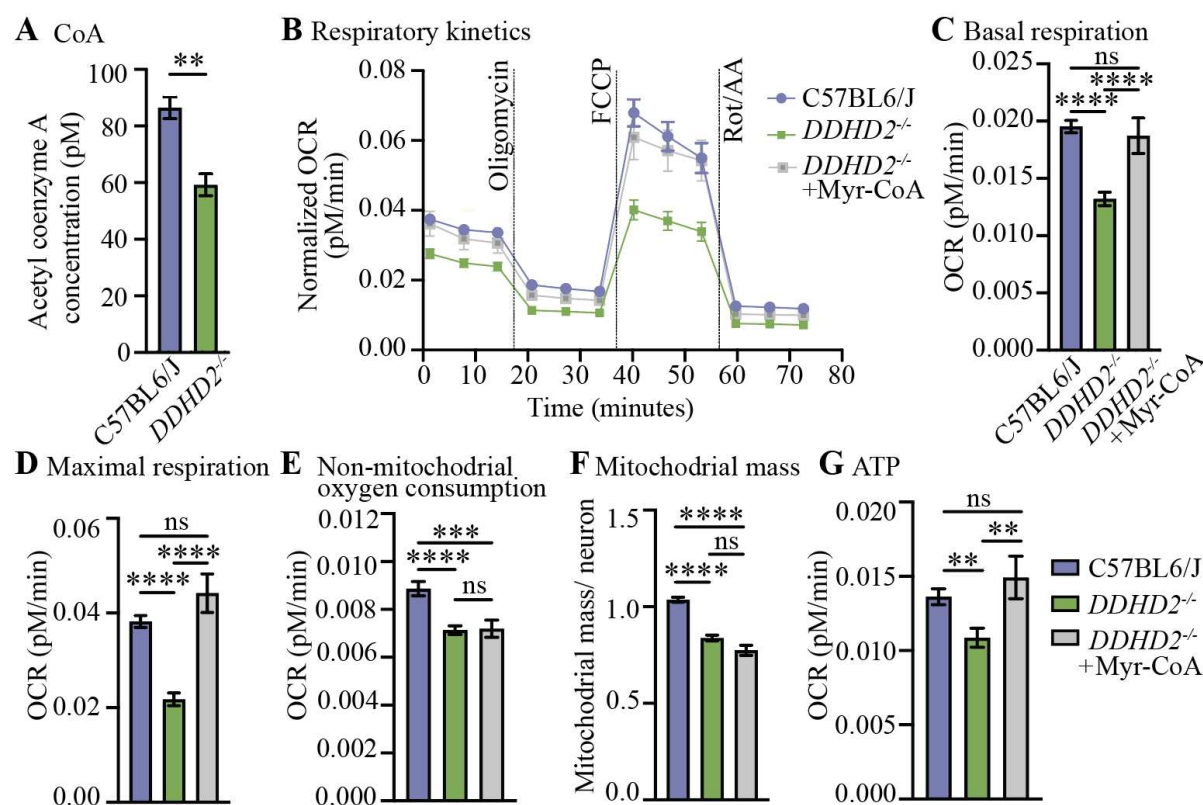 A CoA
Acetyl coenzyme A
concentration (pM)
100
80
60
40
20
0
**
C57BL6/J
DDHD2-/-
B Respiratory kinetics
Normalized OCR
(pM/min)
0.08
0.06
0.04
0.02
0.00
Oligomycin
FCCP
Rot/AA
0 10 20 30 40 50 60 70 80
Time (minutes)
C57BL6/J
DDHD2-/-
DDHD2-/-
+Myr-CoA
C Basal respiration
OCR (pM/min)
0.025
0.020
0.015
0.010
0.005
0.000
ns
****
****
C57BL6/J
DDHD2-/-
DDHD2-/-
+Myr-CoA
D Maximal respiration
OCR (pM/min)
0.06
0.04
0.02
0.00
ns
****
****
E Non-mitochodrial
oxygen consumption
OCR (pM/min)
0.012
0.010
0.008
0.006
0.004
0.002
0.000
***
****
ns
F Mitochodrial mass
Mitochodrial mass/ neuron
1.5
1.0
0.5
0.0
****
ns
****
G ATP
OCR (pM/min)
0.020
0.015
0.010
0.005
0.000
ns
**
**
C57BL6/J
DDHD2-/-
DDHD2-/-
+Myr-CoA